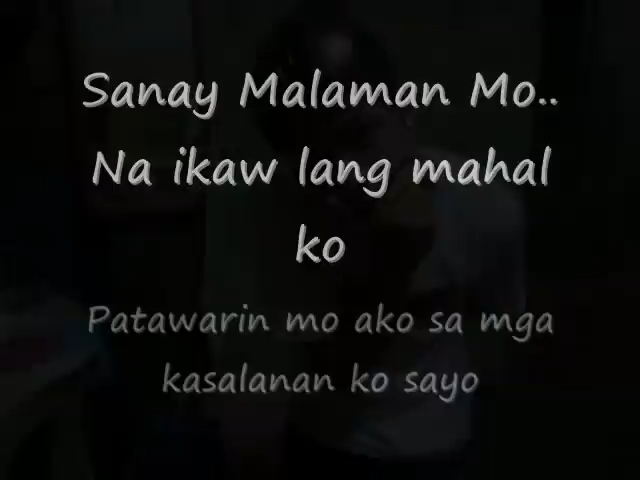 Sanay Malaman Mo..
Na ikaw lang mahal
ko
Patawarin mo ako sa mga
kasalanan ko sayo